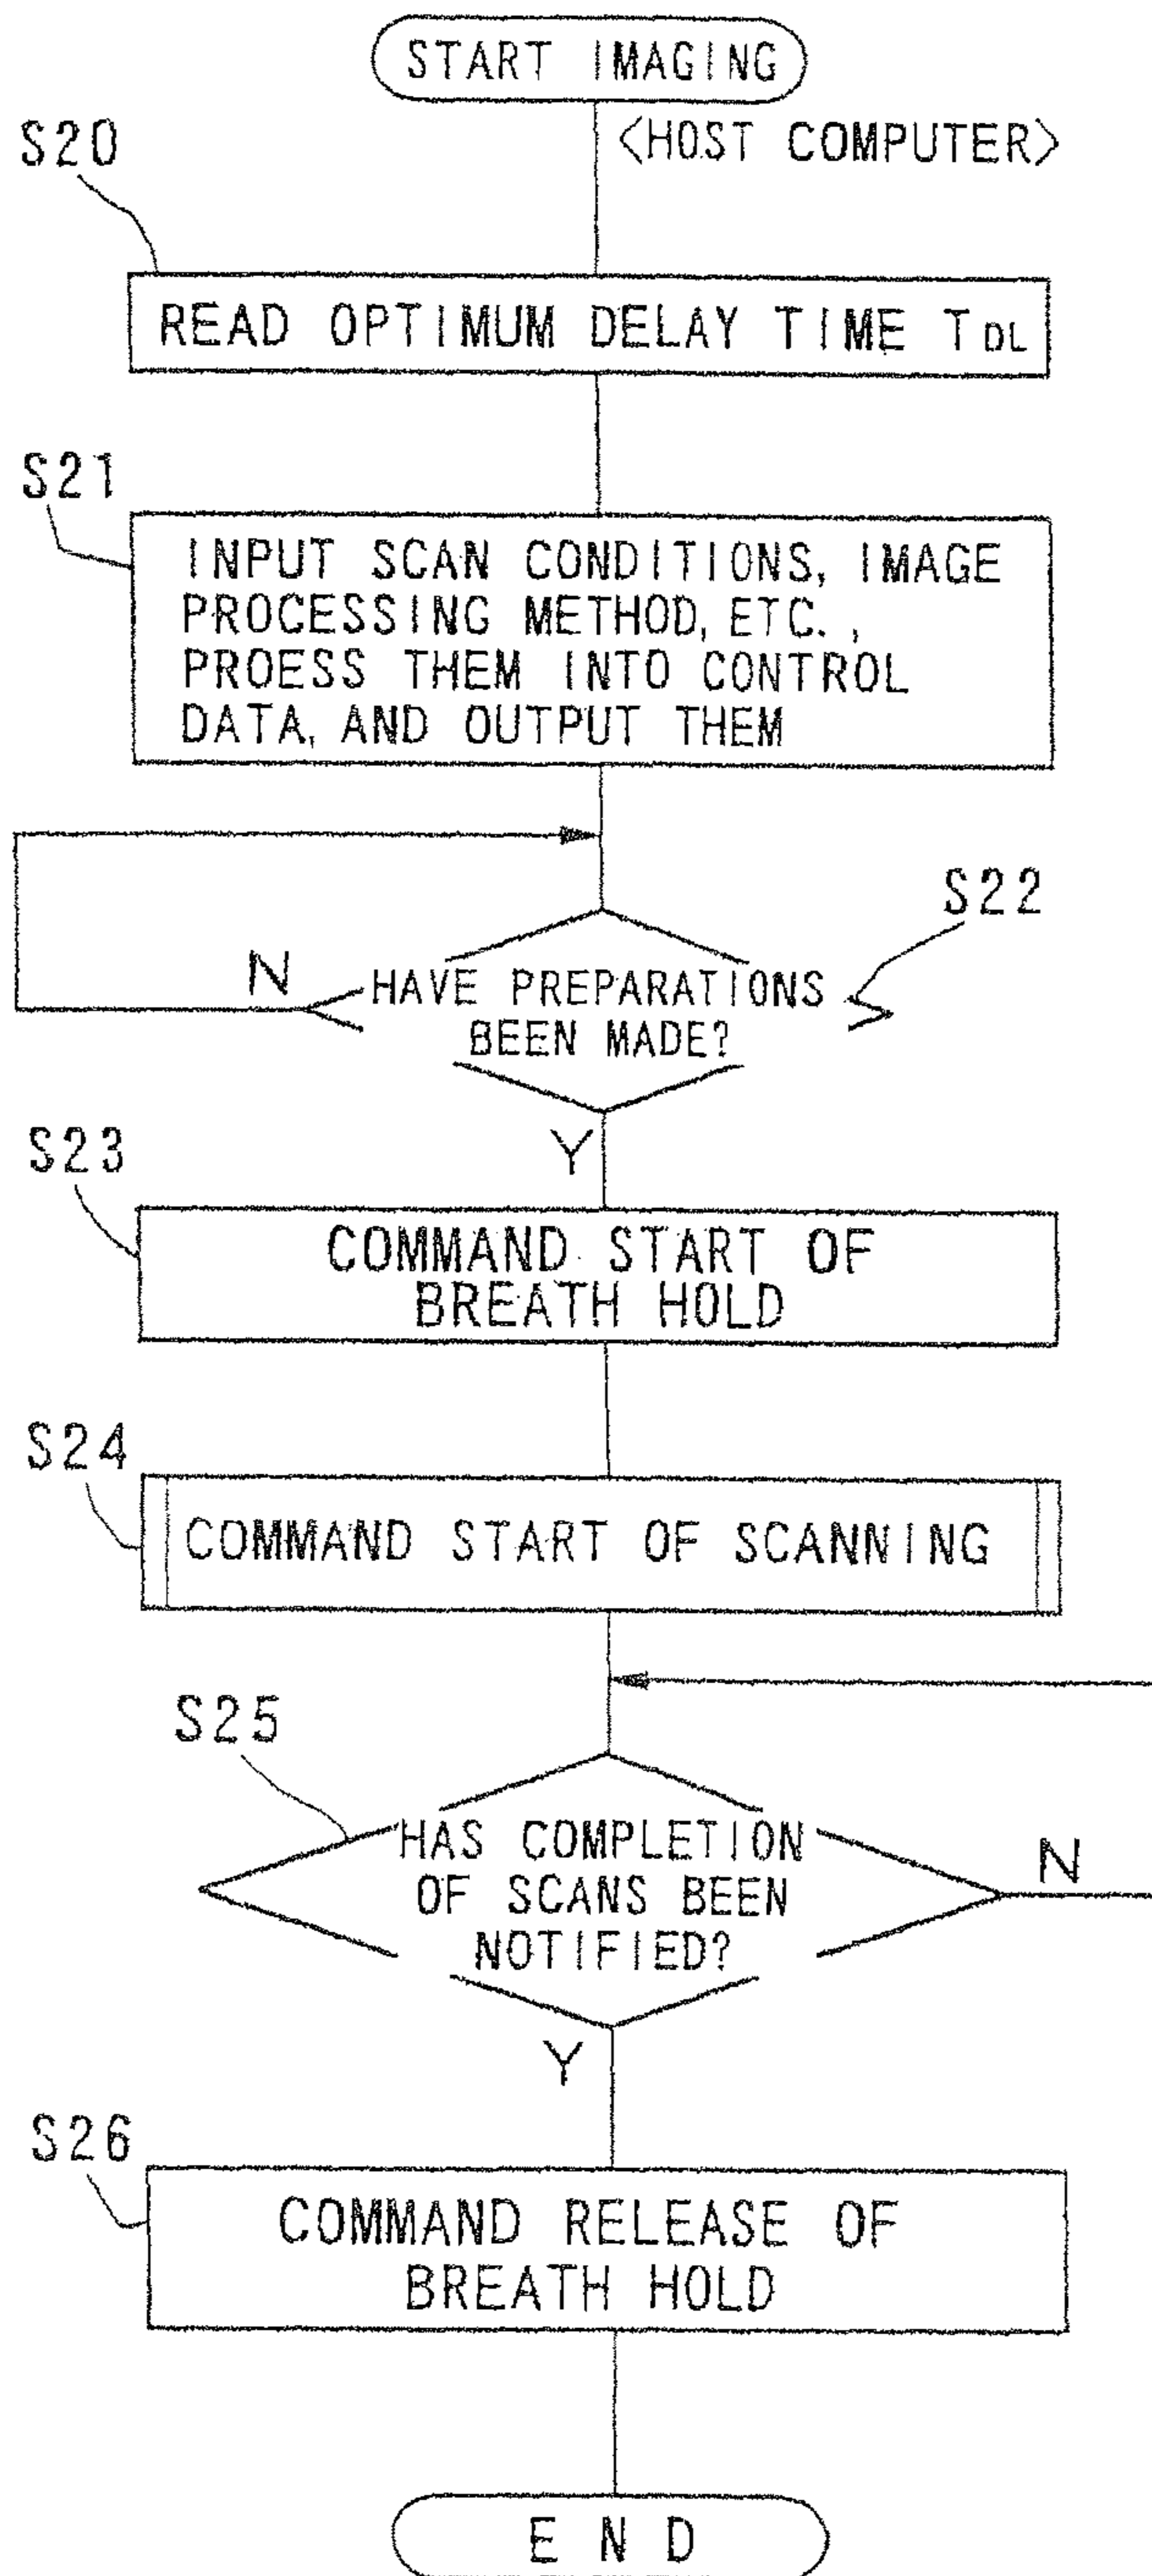 START IMAGING
<HOST COMPUTER>
S20
READ OPTIMUM DELAY TIME TDL
S21
INPUT SCAN CONDITIONS, IMAGE
PROCESSING METHOD, ETC.,
PROESS THEM INTO CONTROL
DATA, AND OUTPUT THEM
S22
N
HAVE PREPARATIONS
BEEN MADE?
Y
S23
COMMAND START OF
BREATH HOLD
S24
COMMAND START OF SCANNING
S25
HAS COMPLETION
OF SCANS BEEN
NOTIFIED?
N
Y
S26
COMMAND RELEASE OF
BREATH HOLD
END